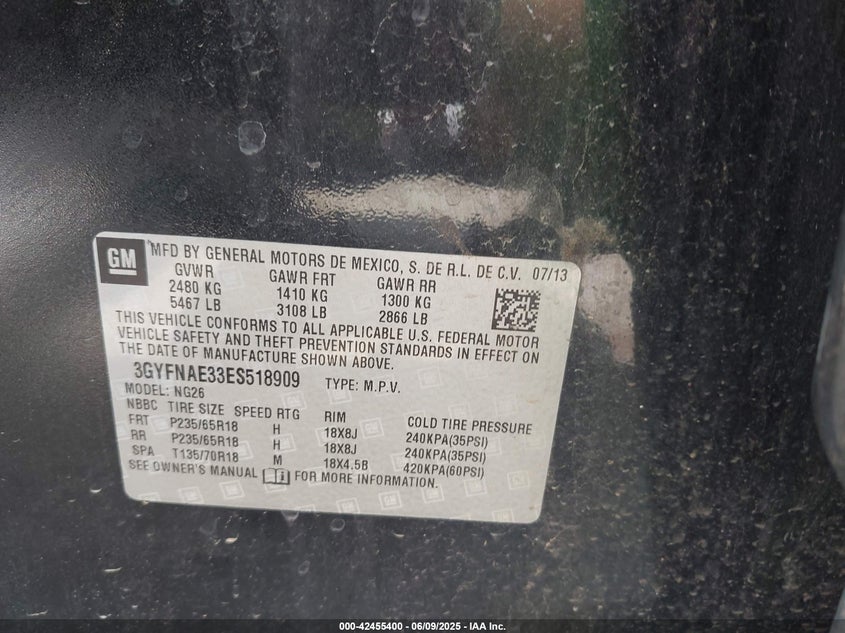 GM
MFD BY GENERAL MOTORS DE MEXICO, S. DE R.L. DE C.V. 07/13
GVWR GAWR FRT GAWR RR
2480 KG 1410 KG 1300 KG
5467 LB 3108 LB 2866 LB
THIS VEHICLE CONFORMS TO ALL APPLICABLE U.S. FEDERAL MOTOR
VEHICLE SAFETY AND THEFT PREVENTION STANDARDS IN EFFECT ON
THE DATE OF MANUFACTURE SHOWN ABOVE.
3GYFNAE33ES518909 TYPE: M.P.V.
MODEL: NG26
NBBC TIRE SIZE SPEED RTG RIM COLD TIRE PRESSURE
FRT P235/65R18 H 18X8J 240KPA(35PSI)
RR P235/65R18 H 18X8J 240KPA(35PSI)
SPA T135/70R18 M 18X4.5B 420KPA(60PSI)
SEE OWNER'S MANUAL FOR MORE INFORMATION.
000-42455400 - 06/09/2025 - IAA Inc.